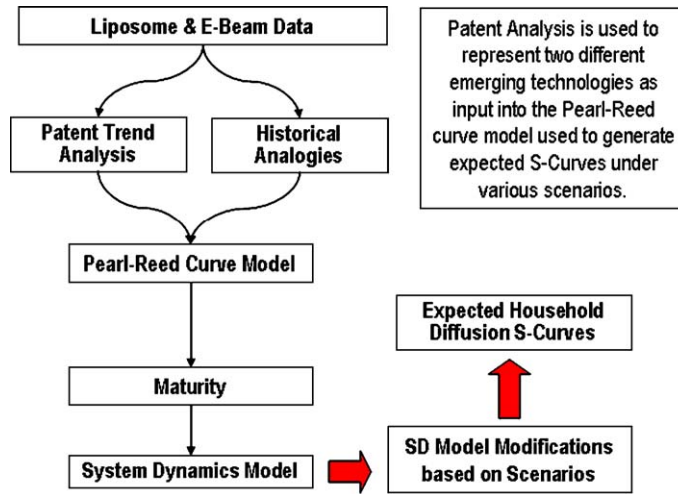 Liposome & E-Beam Data
Patent Analysis is used to
represent two different
emerging technologies as
input into the Pearl-Reed
curve model used to generate
expected S-Curves under
various scenarios.
Patent Trend
Analysis
Historical
Analogies
Pearl-Reed Curve Model
Expected Household
Diffusion S-Curves
Maturity
System Dynamics Model
SD Model Modifications
based on Scenarios